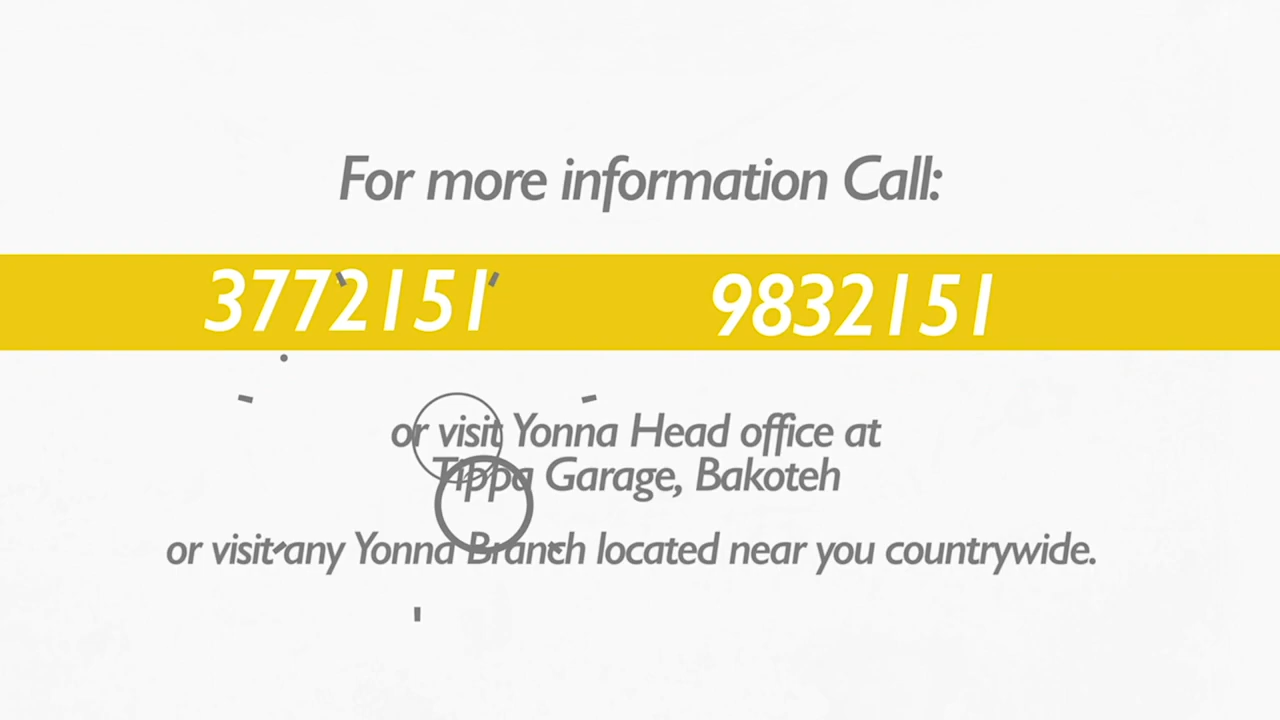 For more information Call:
3772151 9832151
or visit Yonna Head office at
Tippa Garage, Bakoteh
or visit any Yonna Branch located near you countrywide.